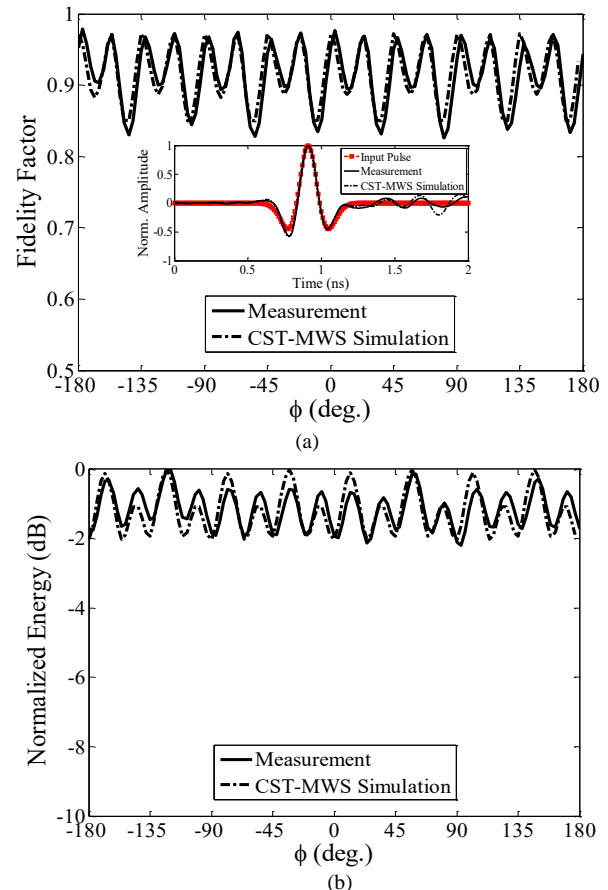 1
0.9
0.8
0.7
0.6
0.5
Fidelity Factor
1
0.5
0
-0.5
-1
Norm. Amplitude
Input Pulse
Measurement
CST-MWS Simulation
0 0.5 1 1.5 2
Time (ns)
Measurement
CST-MWS Simulation
-180 -135 -90 -45 0 45 90 135 180
ϕ (deg.)
(a)
0
-2
-4
-6
-8
-10
Normalized Energy (dB)
Measurement
CST-MWS Simulation
-180 -135 -90 -45 0 45 90 135 180
ϕ (deg.)
(b)